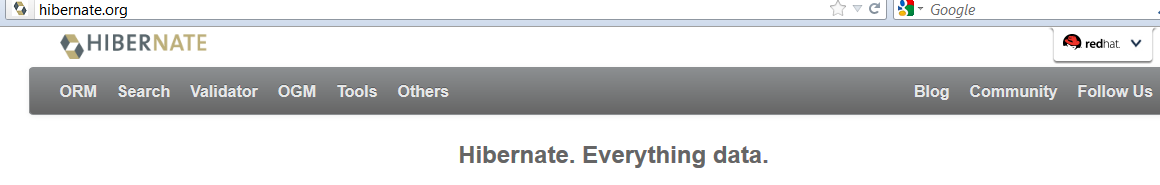 hibernate.org Google
HIBERNATE redhat.
ORM Search Validator OGM Tools Others Blog Community Follow Us
Hibernate. Everything data.